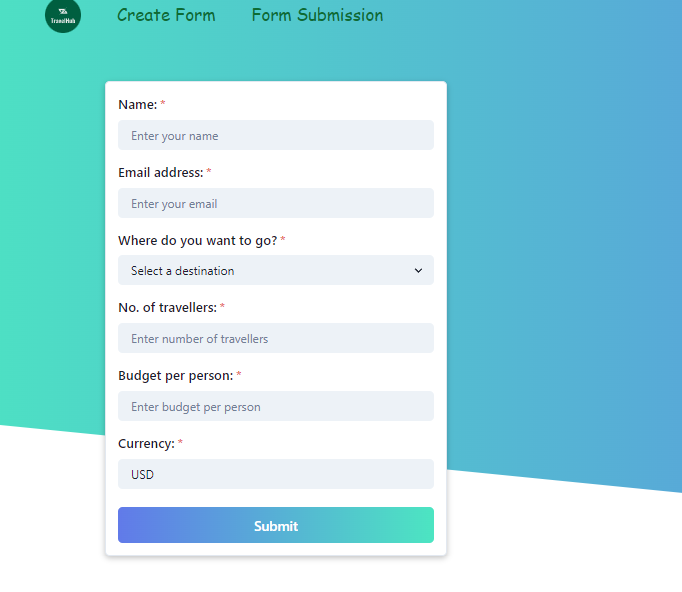 TravelHub
Create Form
Form Submission
Name: *
Enter your name
Email address: *
Enter your email
Where do you want to go? *
Select a destination
No. of travellers: *
Enter number of travellers
Budget per person: *
Enter budget per person
Currency: *
USD
Submit